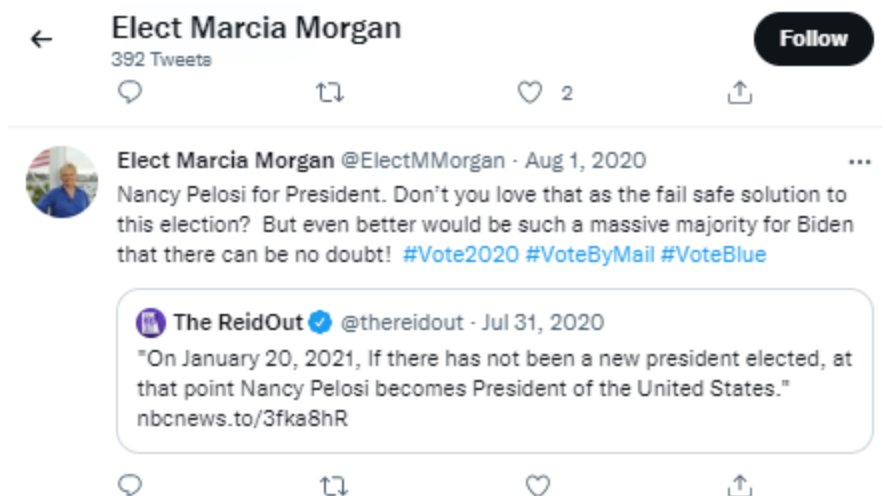 Elect Marcia Morgan
392 Tweets
Follow
2
Elect Marcia Morgan @ElectMMorgan · Aug 1, 2020
Nancy Pelosi for President. Don't you love that as the fail safe solution to
this election?  But even better would be such a massive majority for Biden
that there can be no doubt!  #Vote2020 #VoteByMail #VoteBlue
The ReidOut @thereidout · Jul 31, 2020
"On January 20, 2021, If there has not been a new president elected, at
that point Nancy Pelosi becomes President of the United States."
nbcnews.to/3fka8hR